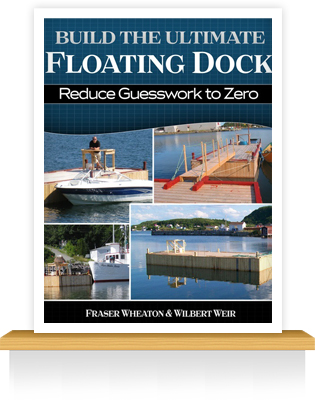 BUILD THE ULTIMATE
FLOATING DOCK
Reduce Guesswork to Zero
FRASER WHEATON & WILBERT WEIR